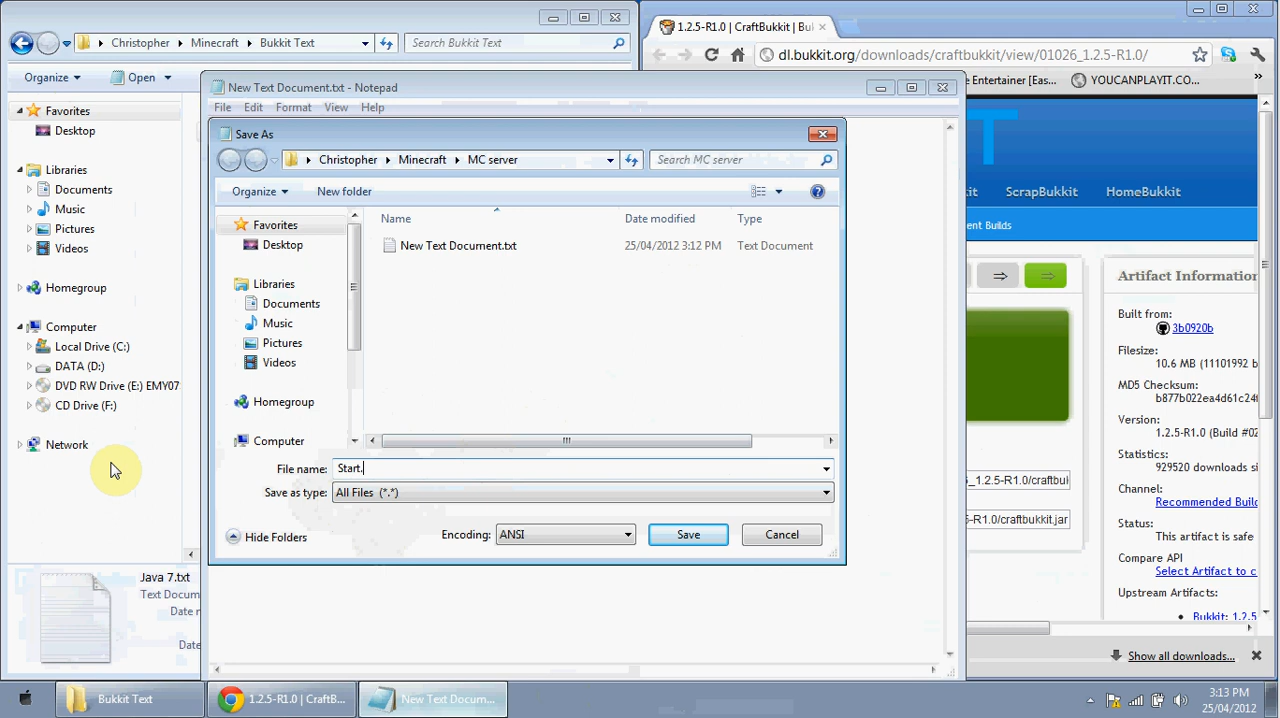 Christopher Minecraft Bukkit Text
Search Bukkit Text
Organize
Open
Favorites
Desktop
Libraries
Documents
Music
Pictures
Videos
Homegroup
Computer
Local Drive (C:)
DATA (D:)
DVD RW Drive (E:) EMY07
CD Drive (F:)
Network
Java 7.txt
Text Docum
Date
Date
New Text Document.txt - Notepad
File Edit Format View Help
Save As
Christopher Minecraft MC server
Search MC server
Organize
New folder
Favorites
Desktop
Libraries
Documents
Music
Pictures
Videos
Homegroup
Computer
Name Date modified Type
New Text Document.txt 25/04/2012 3:12 PM Text Document
File name: Start.
Save as type: All Files (*.*)
Hide Folders
Encoding: ANSI
Save
Cancel
1.2.5-R1.0 | CraftBukkit | Bu
dl.bukkit.org/downloads/craftbukkit/view/01026_1.2.5-R1.0/
e Entertainer [Eas...
YOUCANPLAYIT.CO...
T
kit
ScrapBukkit
HomeBukkit
ent Builds
Artifact Information
Built from:
3b0920b
Filesize:
10.6 MB (11101992 b
MD5 Checksum:
b877b022ea4d61c24f
Version:
1.2.5-R1.0 (Build #02
Statistics:
929520 downloads si
Channel:
Recommended Build
Status:
This artifact is safe
Compare API
Select Artifact to c
Upstream Artifacts:
Bukkit: 1.2.5
_1.2.5-R1.0/craftbukl
5-R1.0/craftbukkit.jar
Show all downloads...
Bukkit Text
1.2.5-R1.0 | CraftB...
New Text Docum...
3:13 PM
25/04/2012